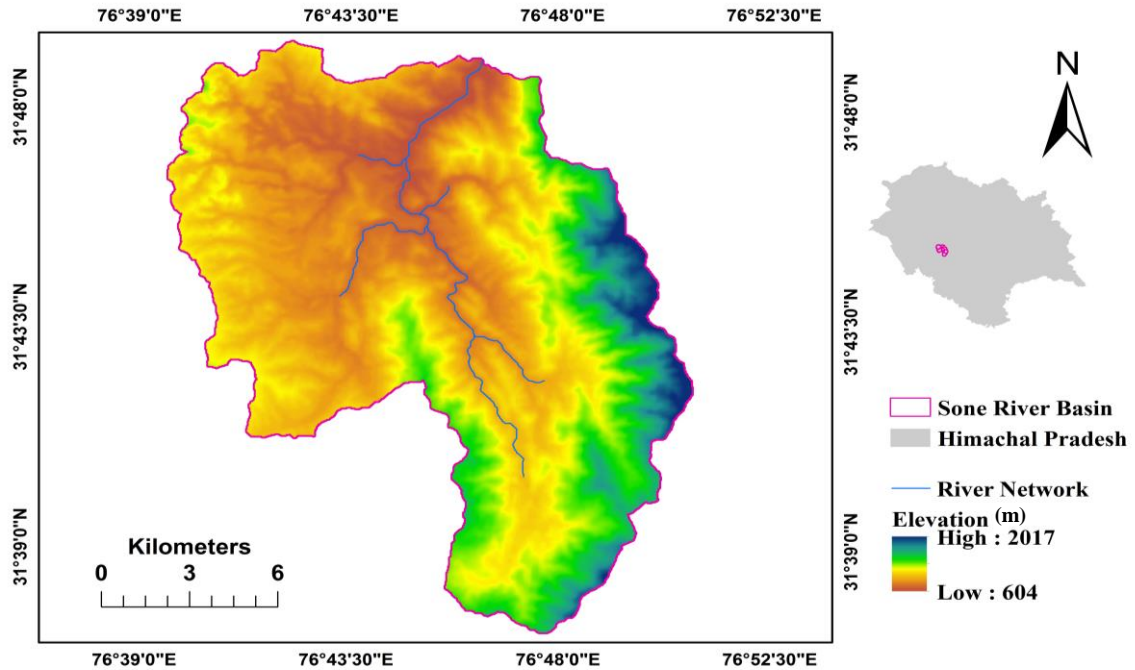 76°39'0"E 76°43'30"E 76°48'0"E 76°52'30"E
31°48'0"N
31°48'0"N
N
31°43'30"N
31°43'30"N
Sone River Basin
Himachal Pradesh
River Network
Elevation (m)
High : 2017
Low : 604
31°39'0"N
31°39'0"N
Kilometers
0 3 6
76°39'0"E 76°43'30"E 76°48'0"E 76°52'30"E